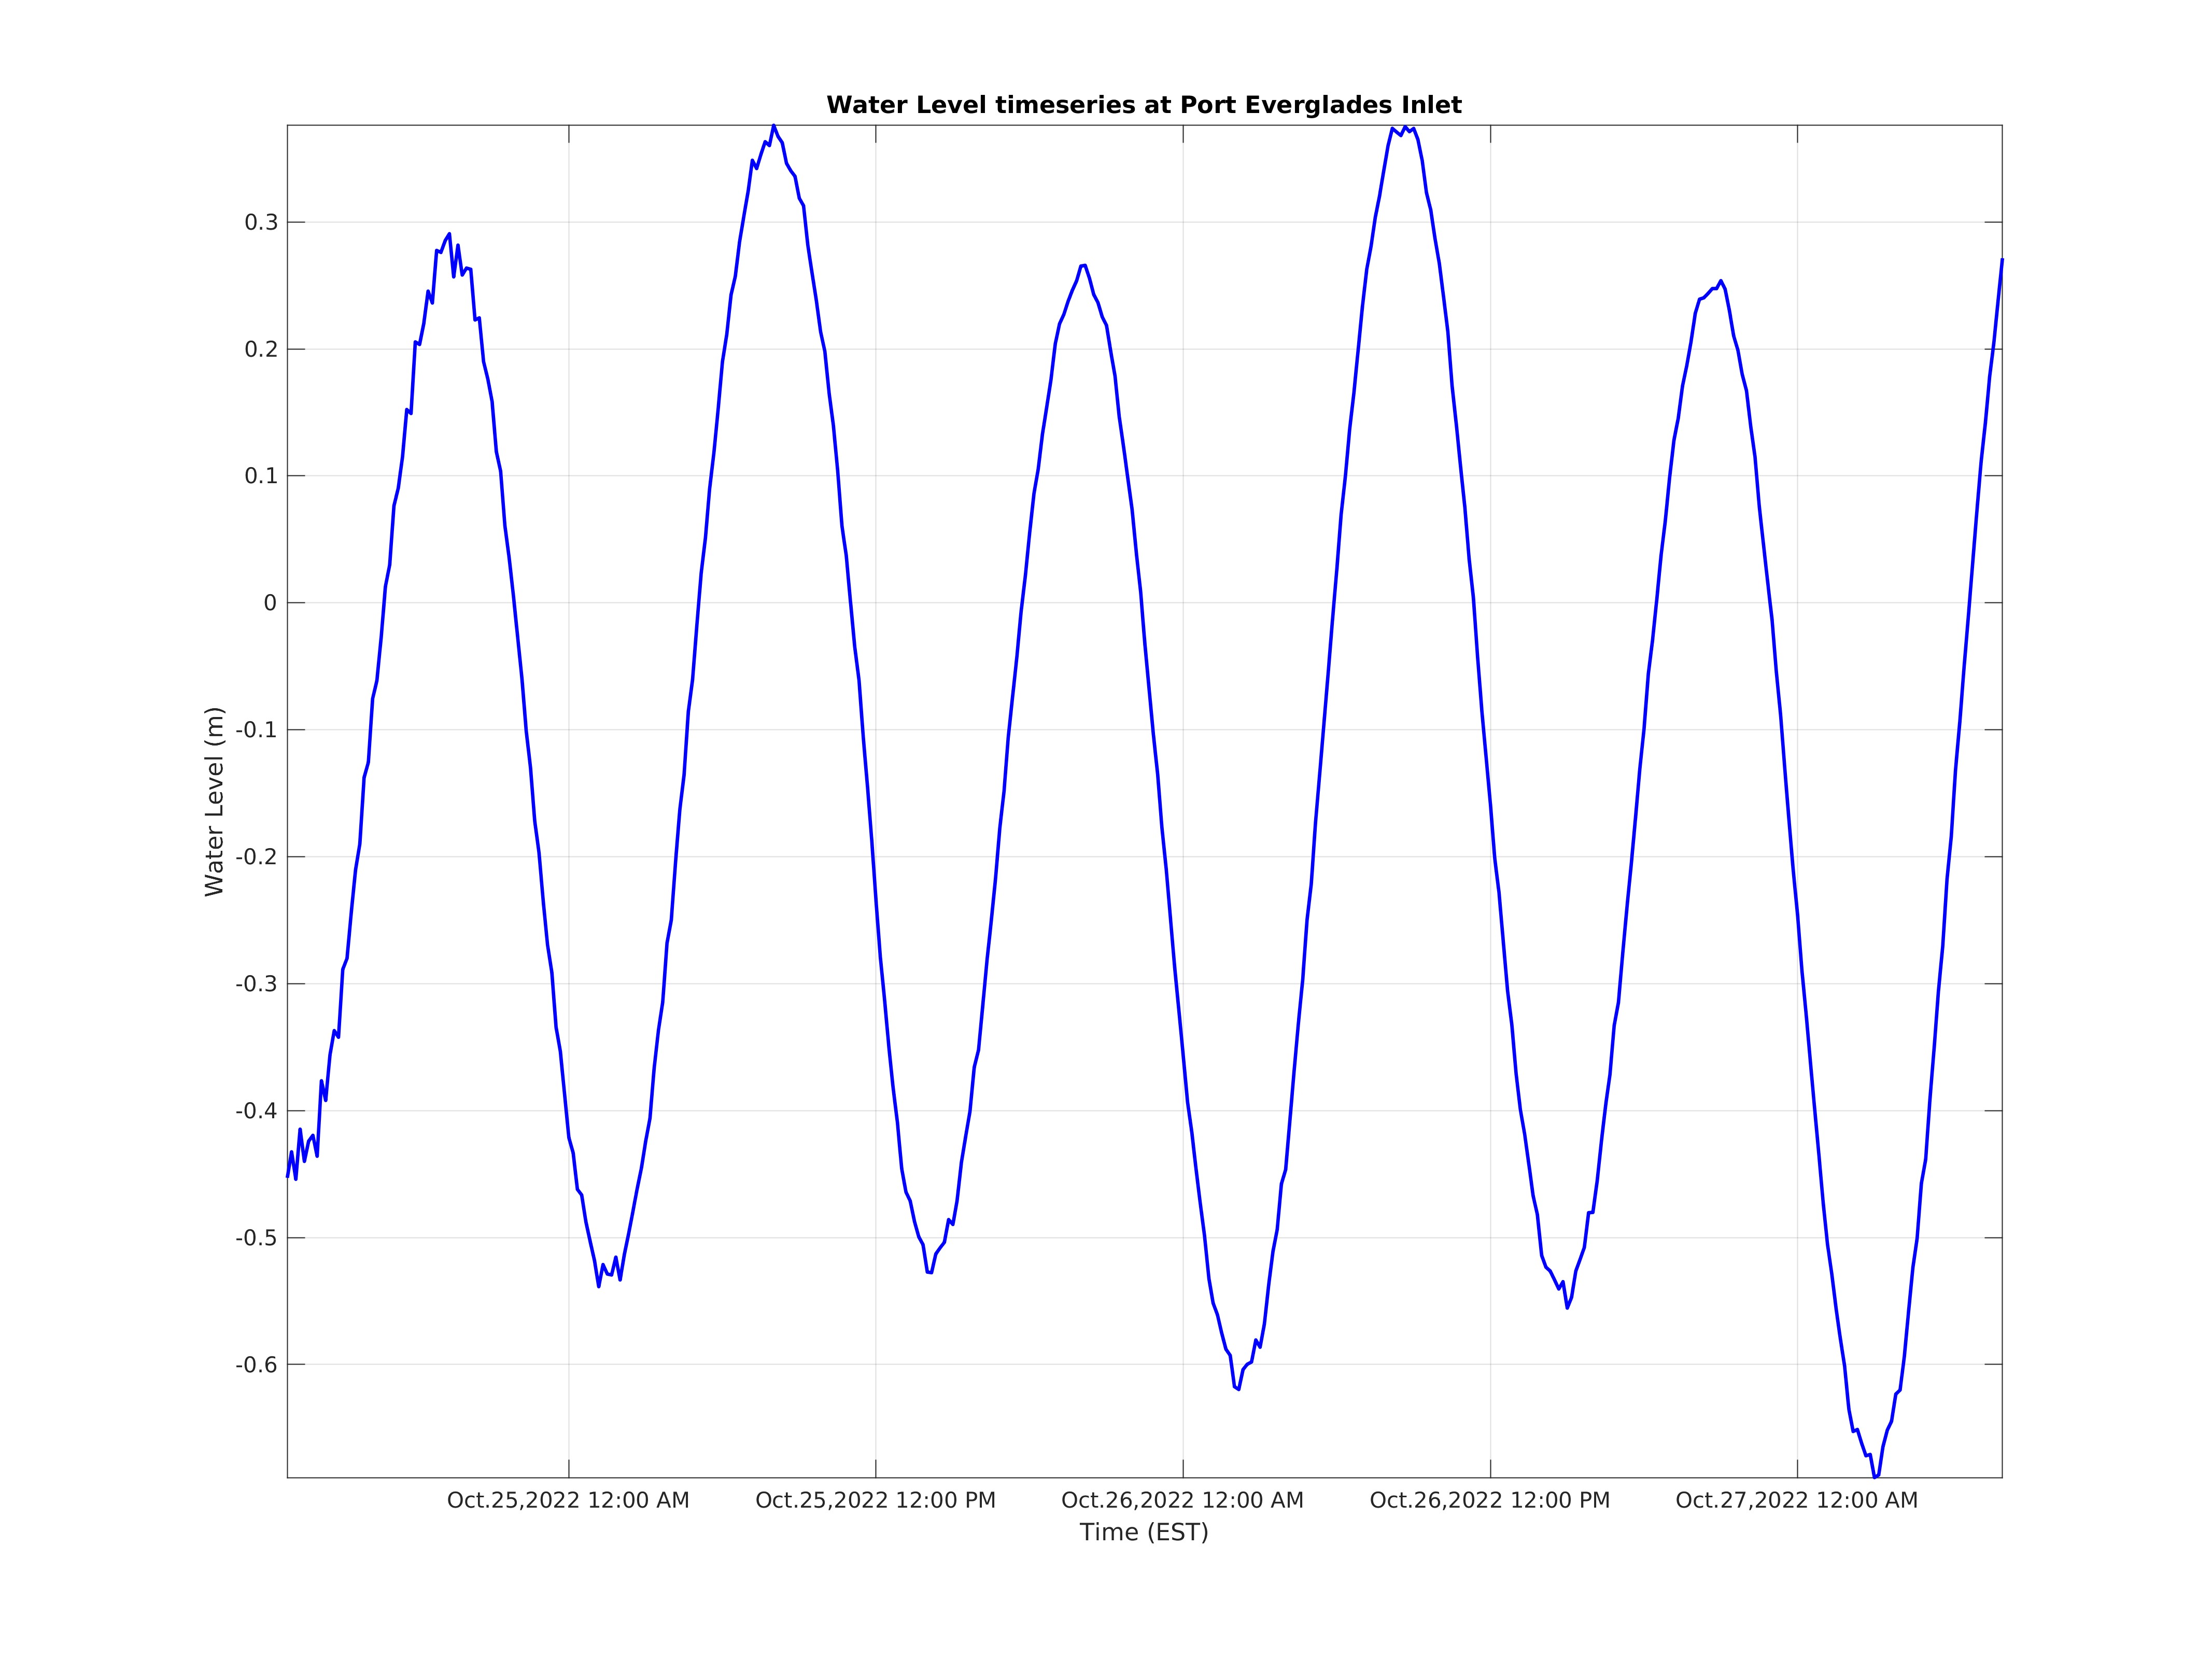 Water Level timeseries at Port Everglades Inlet
0.3
0.2
0.1
0
-0.1
-0.2
-0.3
-0.4
-0.5
-0.6
Water Level (m)
Oct.25,2022 12:00 AM Oct.25,2022 12:00 PM Oct.26,2022 12:00 AM Oct.26,2022 12:00 PM Oct.27,2022 12:00 AM
Time (EST)